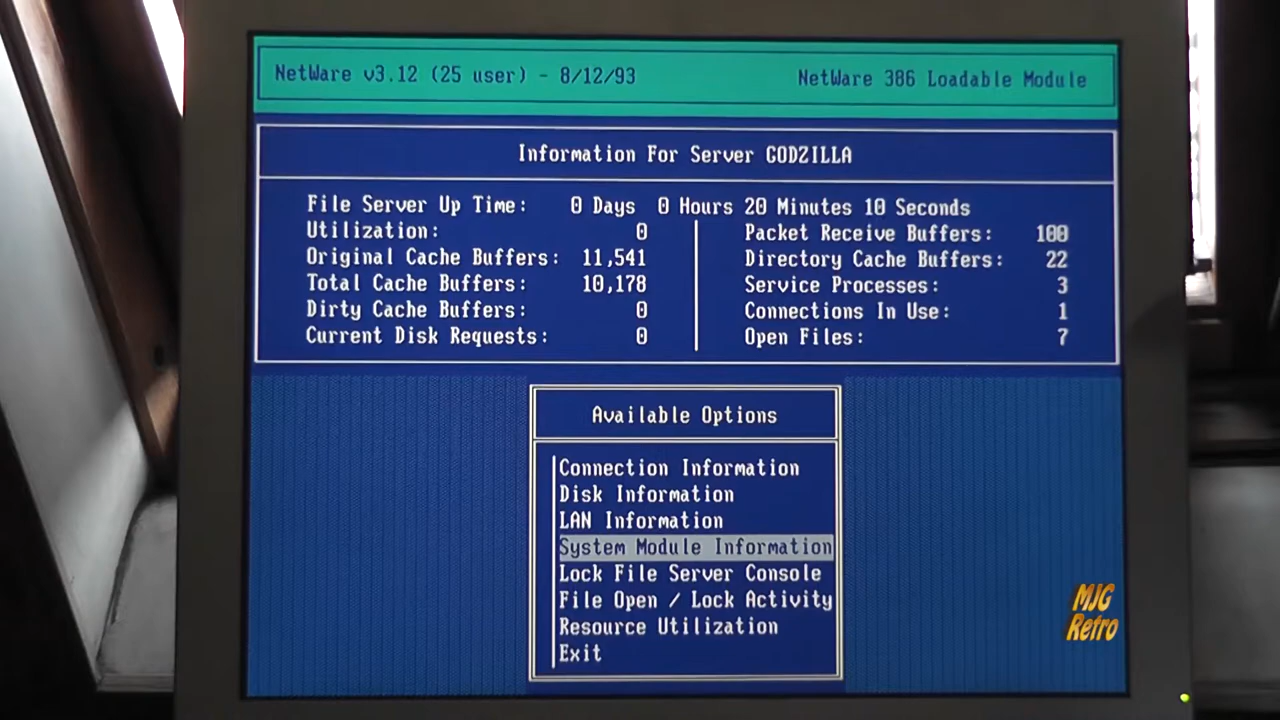 NetWare v3.12 (25 user) - 8/12/93 NetWare 386 Loadable Module
Information For Server GODZILLA
File Server Up Time: 0 Days 0 Hours 20 Minutes 10 Seconds
Utilization: 0 Packet Receive Buffers: 100
Original Cache Buffers: 11,541 Directory Cache Buffers: 22
Total Cache Buffers: 10,178 Service Processes: 3
Dirty Cache Buffers: 0 Connections In Use: 1
Current Disk Requests: 0 Open Files: 7
Available Options
Connection Information
Disk Information
LAN Information
System Module Information
Lock File Server Console
File Open / Lock Activity
Resource Utilization
Exit
MJG
Retro